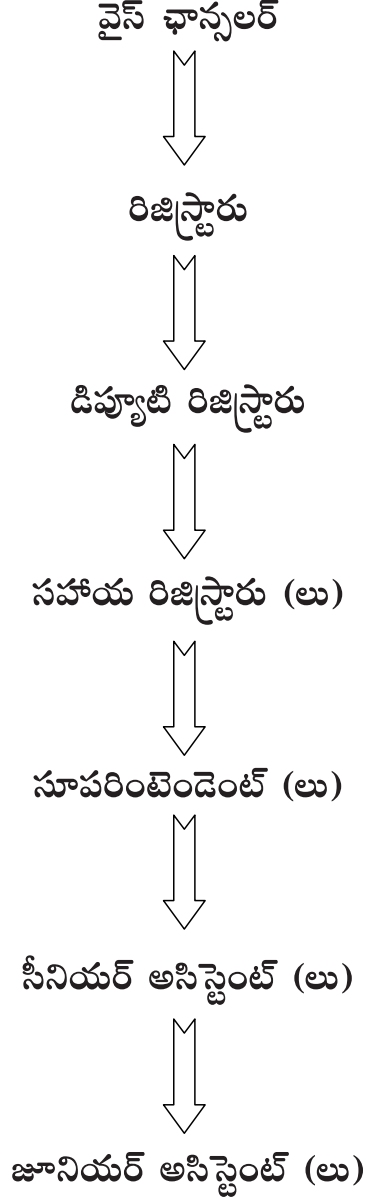 వైస్ ఛాన్సలర్
రిజిస్ట్రారు
డిప్యూటి రిజిస్ట్రారు
సహాయ రిజిస్ట్రారు (లు)
సూపరింటెండెంట్ (లు)
సీనియర్ అసిస్టెంట్ (లు)
జూనియర్ అసిస్టెంట్ (లు)